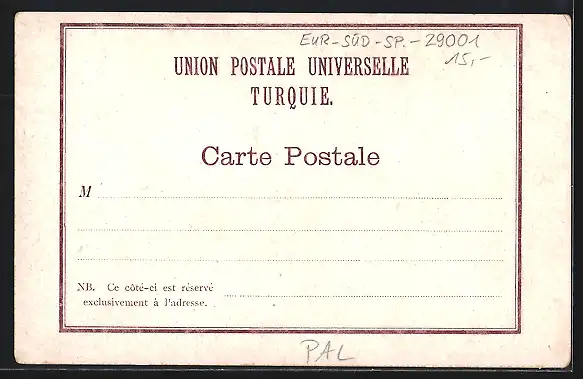 EUR-SÜD-SP.-29001
15,-
UNION POSTALE UNIVERSELLE
TURQUIE.
Carte Postale
M
NB. Ce côté-ci est réservé
exclusivement à l'adresse.
PAL